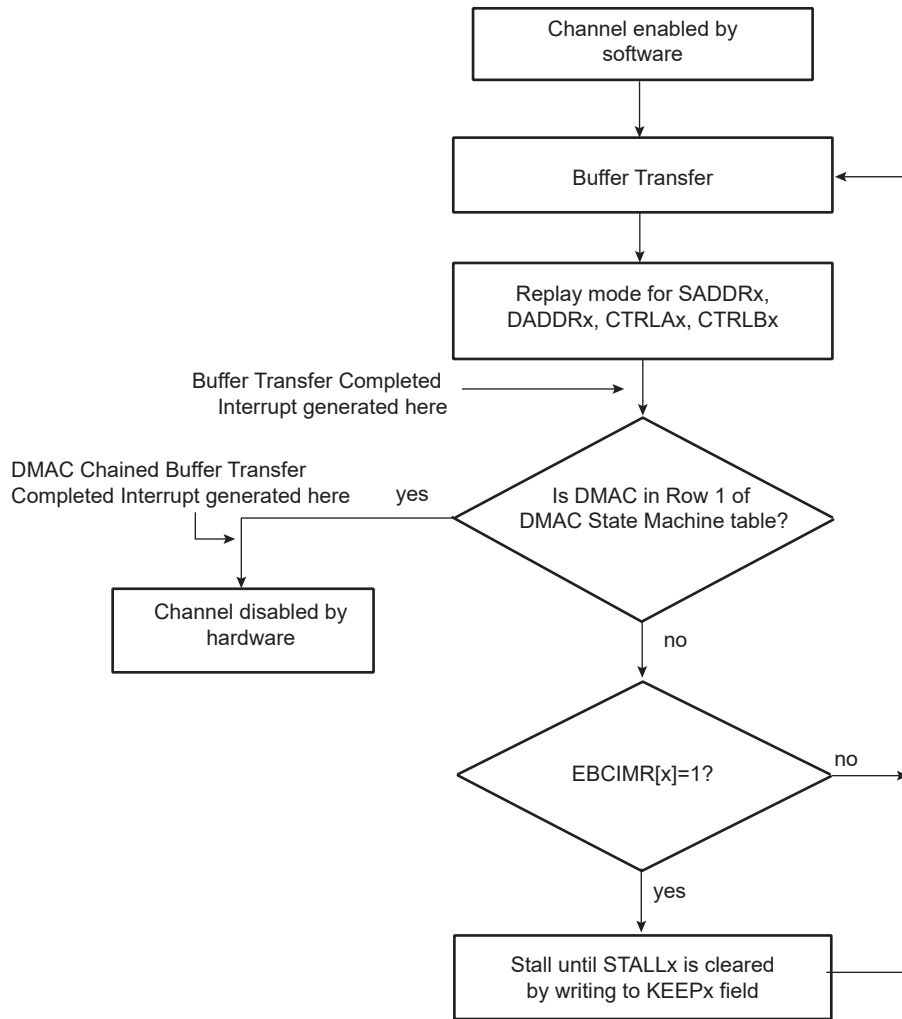 Channel enabled by
software
Buffer Transfer
Replay mode for SADDRx,
DADDRx, CTRLAx, CTRLBx
Buffer Transfer Completed
Interrupt generated here
DMAC Chained Buffer Transfer
Completed Interrupt generated here
yes
Is DMAC in Row 1 of
DMAC State Machine table?
Channel disabled by
hardware
no
EBCIMR[x]=1?
no
yes
Stall until STALLx is cleared
by writing to KEEPx field